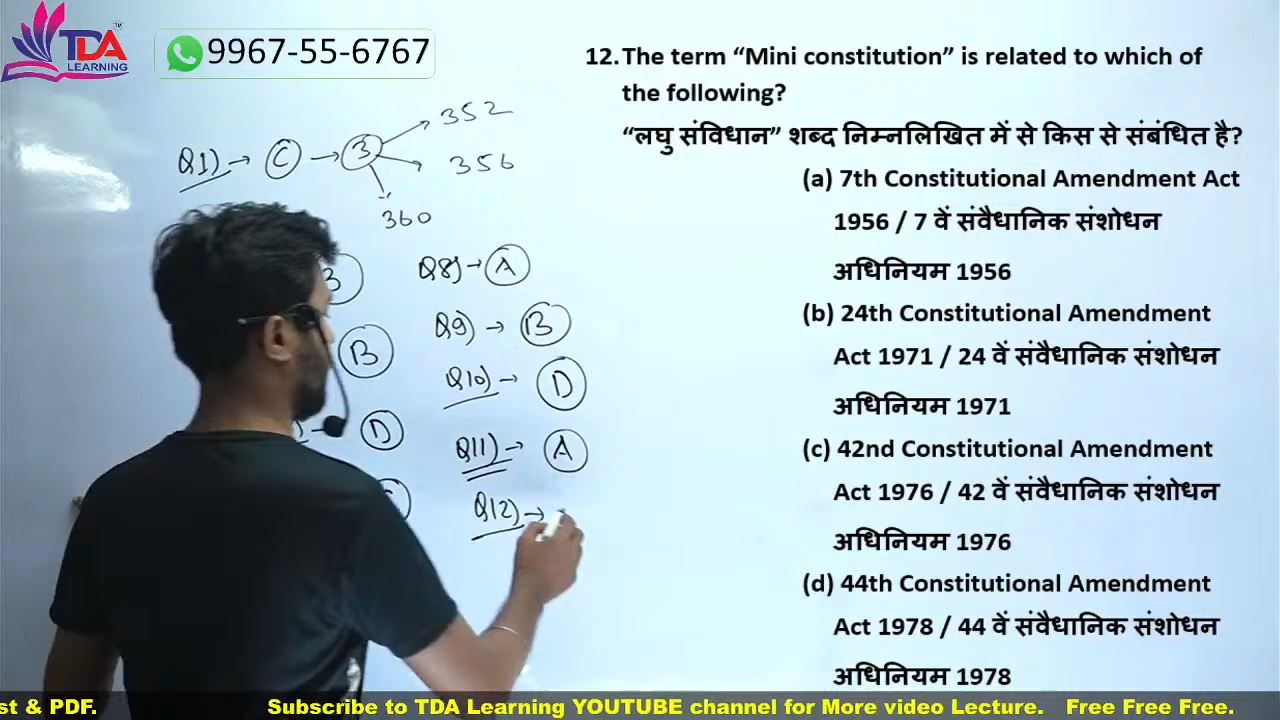 TDA
LEARNING
9967-55-6767
Q1) → C → 3 → 352
356
360
B
B
D
Q8) → A
Q9) → B
Q10) → D
Q11) → A
Q12) →
12. The term “Mini constitution” is related to which of
the following?
“लघु संविधान” शब्द निम्नलिखित में से किस से संबंधित है?
(a) 7th Constitutional Amendment Act
1956 / 7 वें संवैधानिक संशोधन
अधिनियम 1956
(b) 24th Constitutional Amendment
Act 1971 / 24 वें संवैधानिक संशोधन
अधिनियम 1971
(c) 42nd Constitutional Amendment
Act 1976 / 42 वें संवैधानिक संशोधन
अधिनियम 1976
(d) 44th Constitutional Amendment
Act 1978 / 44 वें संवैधानिक संशोधन
अधिनियम 1978
st & PDF. Subscribe to TDA Learning YOUTUBE channel for More video Lecture. Free Free Free.